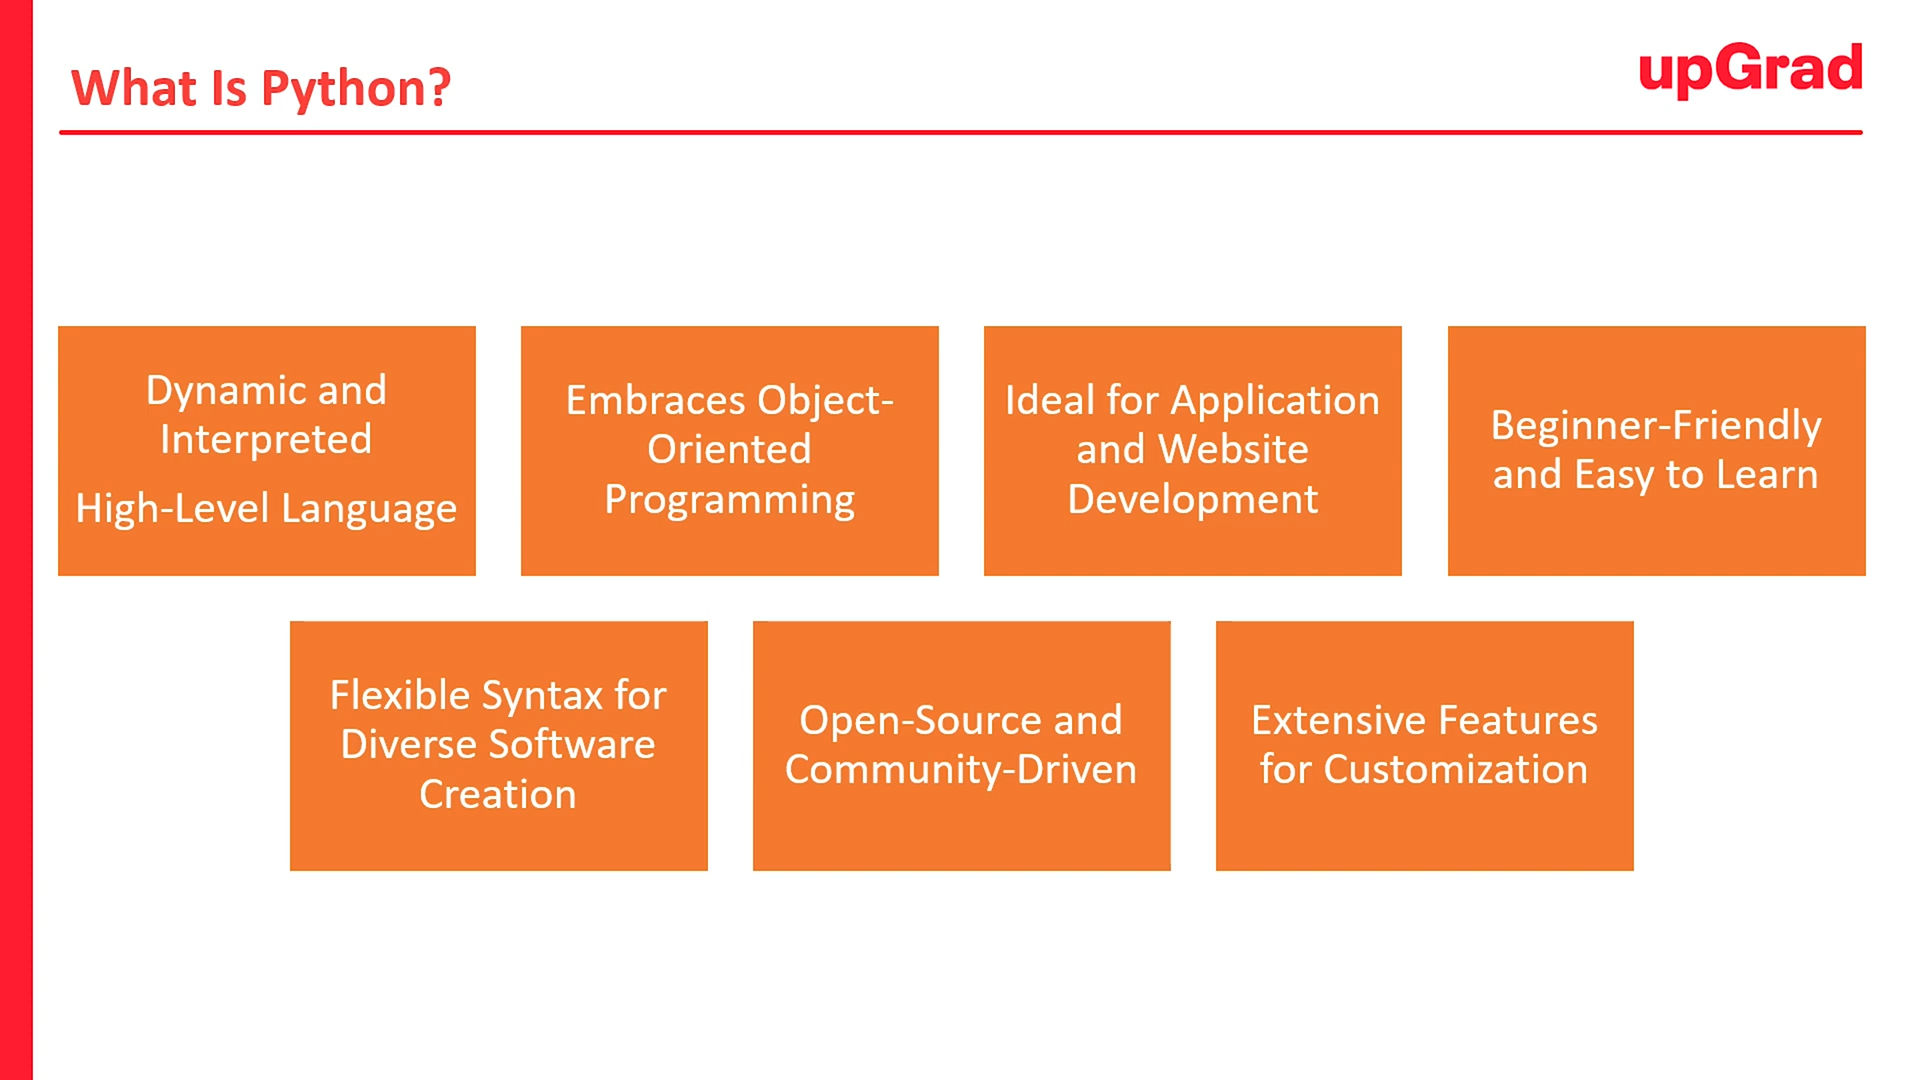 What Is Python?
upGrad
Dynamic and
Interpreted
High-Level Language
Embraces Object-
Oriented
Programming
Ideal for Application
and Website
Development
Beginner-Friendly
and Easy to Learn
Flexible Syntax for
Diverse Software
Creation
Open-Source and
Community-Driven
Extensive Features
for Customization